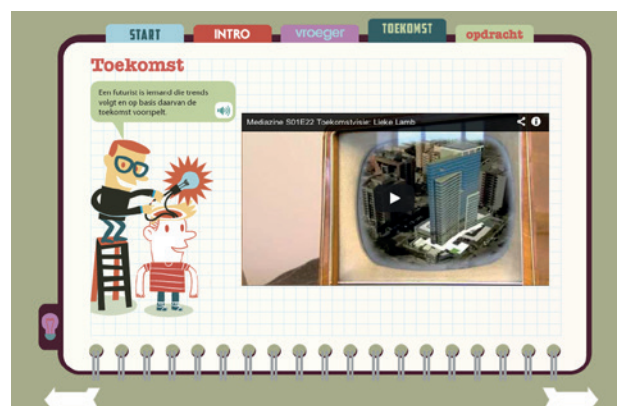 START
INTRO
vroeger
TOEKOMST
opdracht
Toekomst
Een futurist is iemand die trends
volgt en op basis daarvan de
toekomst voorspelt.
Mediazine S01E22 Toekomstvisie: Lieke Lamb